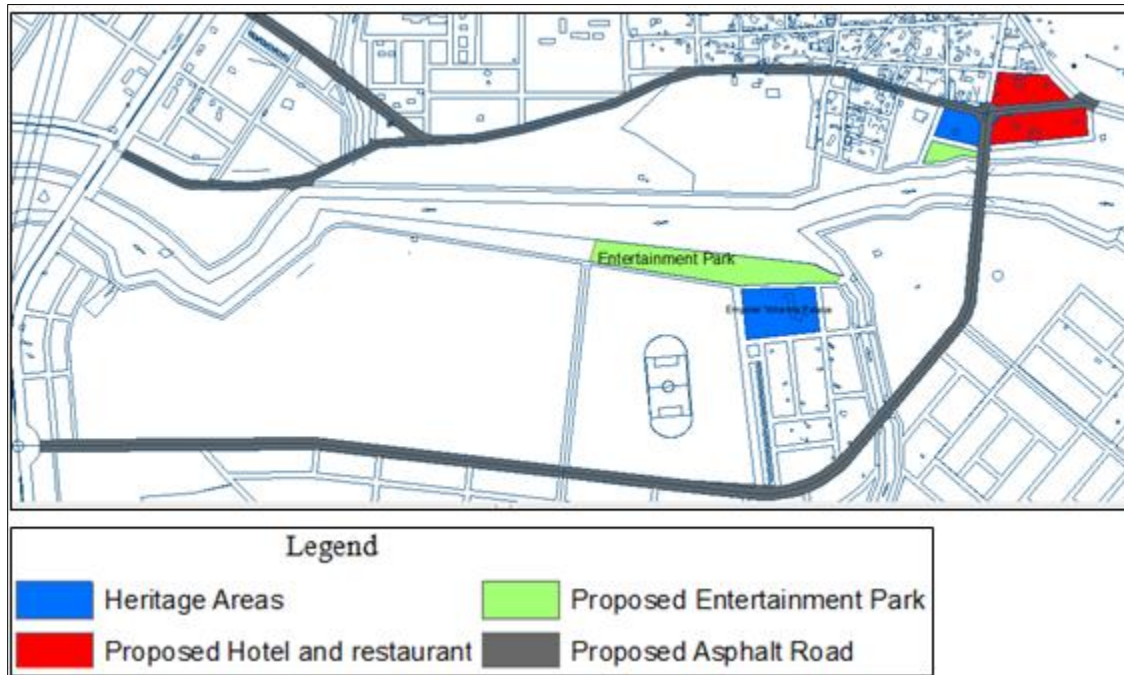 Entertainment Park
Legend
Heritage Areas
Proposed Entertainment Park
Proposed Hotel and restaurant
Proposed Asphalt Road